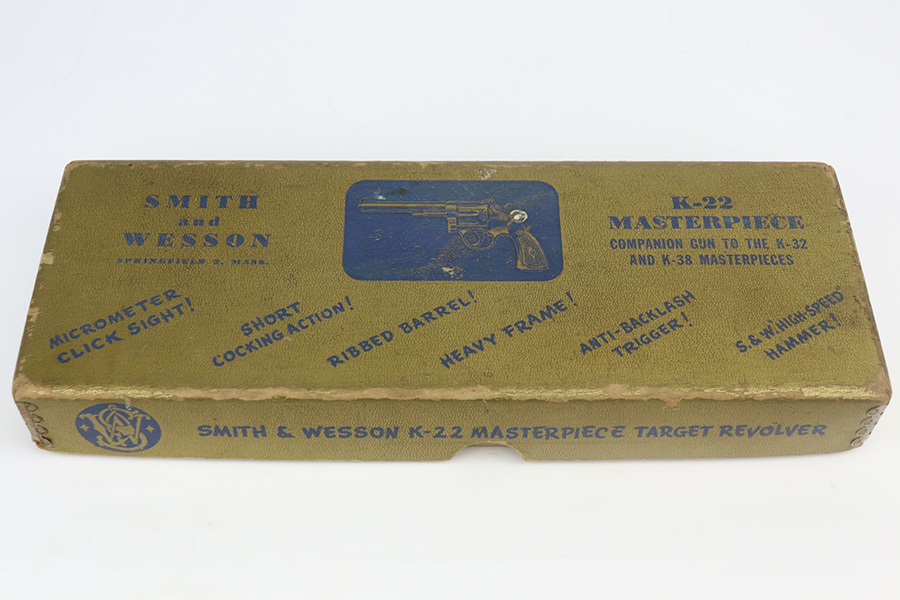 SMITH
and
WESSON
SPRINGFIELD 2, MASS.
K-22
MASTERPIECE
COMPANION GUN TO THE K-32
AND K-38 MASTERPIECES
MICROMETER
CLICK SIGHT!
SHORT
COCKING ACTION!
RIBBED BARREL!
HEAVY FRAME!
ANTI-BACKLASH
TRIGGER!
S.&W. "HIGH-SPEED"
HAMMER!
SW
SMITH & WESSON K-22 MASTERPIECE TARGET REVOLVER